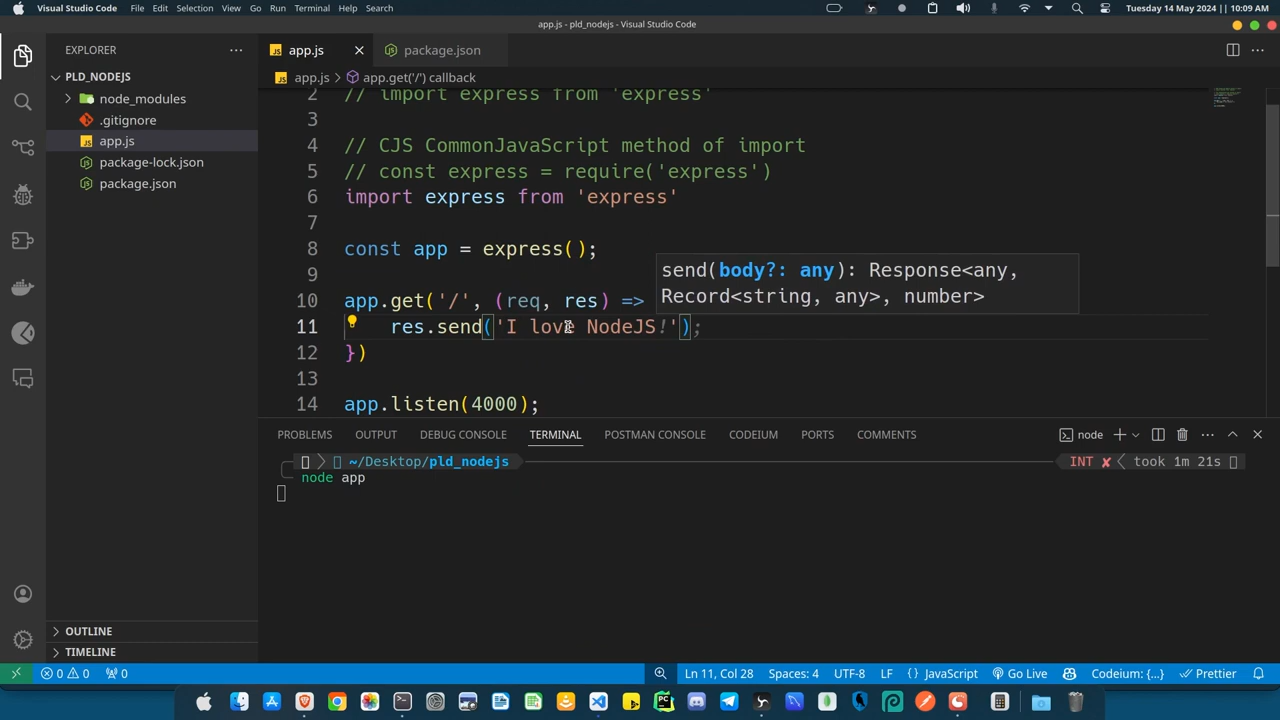 Visual Studio Code File Edit Selection View Go Run Terminal Help Share Tuesday 14 May 2024 || 10:09 AM
app.js - pld_nodejs - Visual Studio Code
EXPLORER
PLD_NODEJS
node_modules
.gitignore
app.js
package-lock.json
package.json
OUTLINE
TIMELINE
app.js package.json
app.js > app.get('/') callback
2 // import express from 'express'
3
4 // CJS CommonJavaScript method of import
5 // const express = require('express')
6 import express from 'express'
7
8 const app = express();
9
10 app.get('/', (req, res) =>
11 res.send('I love NodeJS!');
12 })
13
14 app.listen(4000);
send(body?: any): Response<any,
Record<string, any>, number>
PROBLEMS OUTPUT DEBUG CONSOLE TERMINAL POSTMAN CONSOLE CODEIUM PORTS COMMENTS
node
~/Desktop/pld_nodejs INT ✘ took 1m 21s
node app
0 0 0 Ln 11, Col 28 Spaces: 4 UTF-8 LF {} JavaScript Go Live Codeium: {...} Prettier